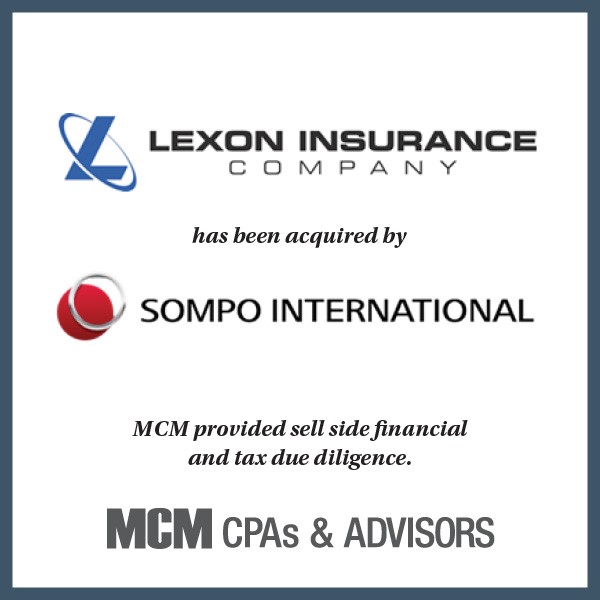 LEXON INSURANCE
COMPANY
has been acquired by
SOMPO INTERNATIONAL
MCM provided sell side financial
and tax due diligence.
MCM CPAs & ADVISORS